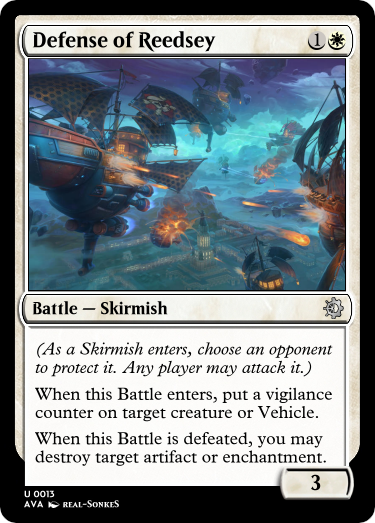 Defense of Reedsey 1
Battle — Skirmish
(As a Skirmish enters, choose an opponent
to protect it. Any player may attack it.)
When this Battle enters, put a vigilance
counter on target creature or Vehicle.
When this Battle is defeated, you may
destroy target artifact or enchantment.
3
U 0013
AVA REAL-SONKES